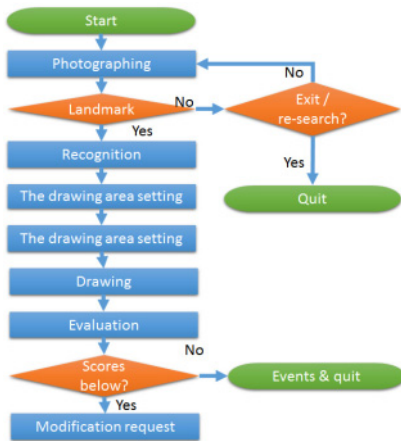 Start
Photographing
No
Landmark
No
Exit /
re-search?
Yes
Recognition
Yes
The drawing area setting
Quit
The drawing area setting
Drawing
Evaluation
No
Scores
below?
Events & quit
Yes
Modification request